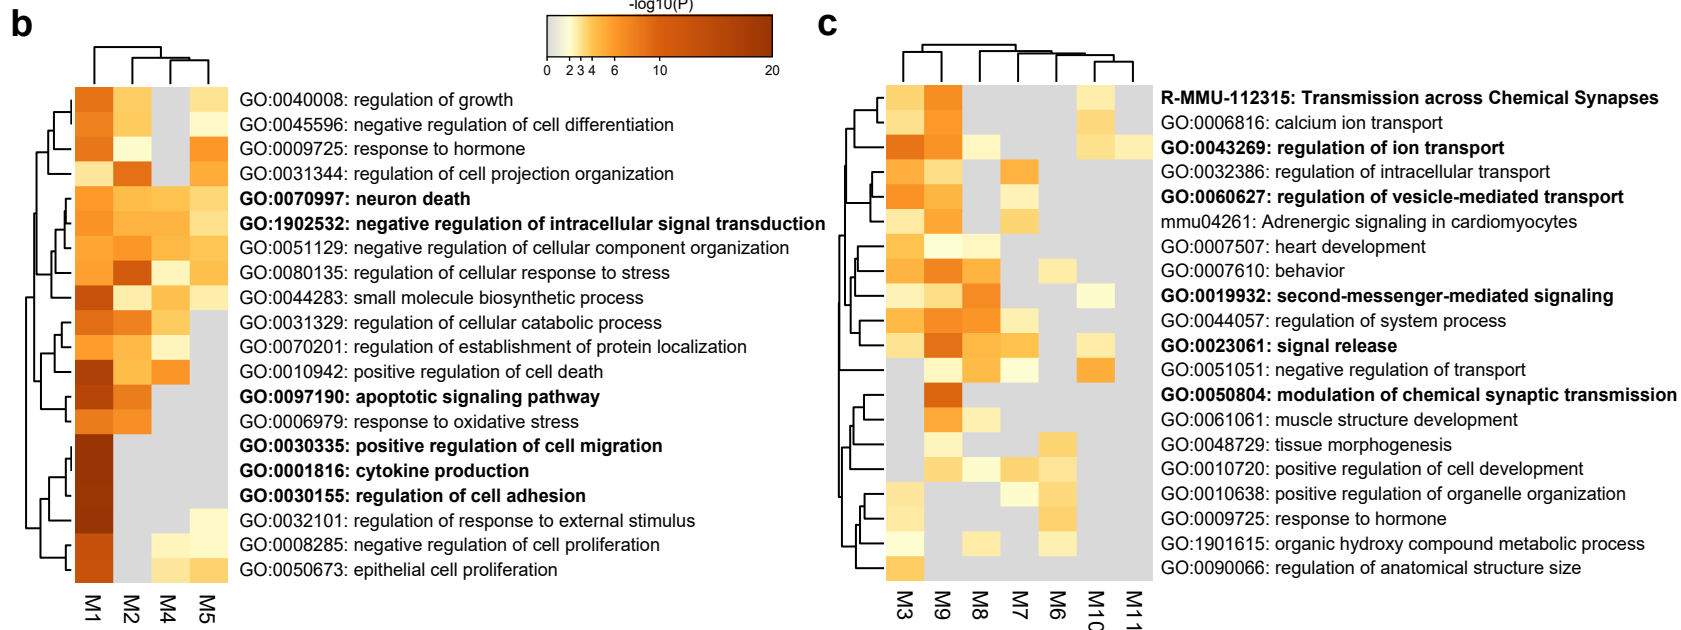 b
-log10(P)
0 2 3 4 6 10 20
GO:0040008: regulation of growth
GO:0045596: negative regulation of cell differentiation
GO:0009725: response to hormone
GO:0031344: regulation of cell projection organization
GO:0070997: neuron death
GO:1902532: negative regulation of intracellular signal transduction
GO:0051129: negative regulation of cellular component organization
GO:0080135: regulation of cellular response to stress
GO:0044283: small molecule biosynthetic process
GO:0031329: regulation of cellular catabolic process
GO:0070201: regulation of establishment of protein localization
GO:0010942: positive regulation of cell death
GO:0097190: apoptotic signaling pathway
GO:0006979: response to oxidative stress
GO:0030335: positive regulation of cell migration
GO:0001816: cytokine production
GO:0030155: regulation of cell adhesion
GO:0032101: regulation of response to external stimulus
GO:0008285: negative regulation of cell proliferation
GO:0050673: epithelial cell proliferation
M1 M2 M4 M5
c
R-MMU-112315: Transmission across Chemical Synapses
GO:0006816: calcium ion transport
GO:0043269: regulation of ion transport
GO:0032386: regulation of intracellular transport
GO:0060627: regulation of vesicle-mediated transport
mmu04261: Adrenergic signaling in cardiomyocytes
GO:0007507: heart development
GO:0007610: behavior
GO:0019932: second-messenger-mediated signaling
GO:0044057: regulation of system process
GO:0023061: signal release
GO:0051051: negative regulation of transport
GO:0050804: modulation of chemical synaptic transmission
GO:0061061: muscle structure development
GO:0048729: tissue morphogenesis
GO:0010720: positive regulation of cell development
GO:0010638: positive regulation of organelle organization
GO:0009725: response to hormone
GO:1901615: organic hydroxy compound metabolic process
GO:0090066: regulation of anatomical structure size
M3 M9 M8 M7 M6 M10 M11